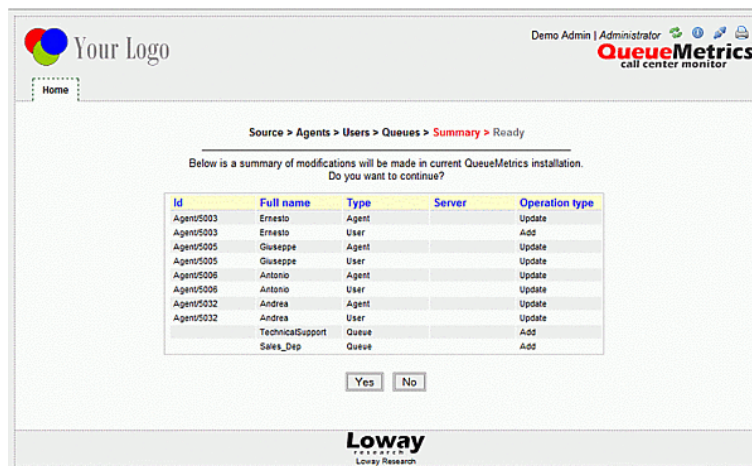 Your Logo
Demo Admin | Administrator
QueueMetrics
call center monitor
Home
Source > Agents > Users > Queues > Summary > Ready
Below is a summary of modifications will be made in current QueueMetrics installation.
Do you want to continue?
Id Full name Type Server Operation type
Agent/5003 Ernesto Agent Update
Agent/5003 Ernesto User Add
Agent/5005 Giuseppe Agent Update
Agent/5005 Giuseppe User Update
Agent/5006 Antonio Agent Update
Agent/5006 Antonio User Update
Agent/5032 Andrea Agent Update
Agent/5032 Andrea User Update
TechnicalSupport Queue Add
Sales_Dep Queue Add
Yes No
Loway
research
Loway Research